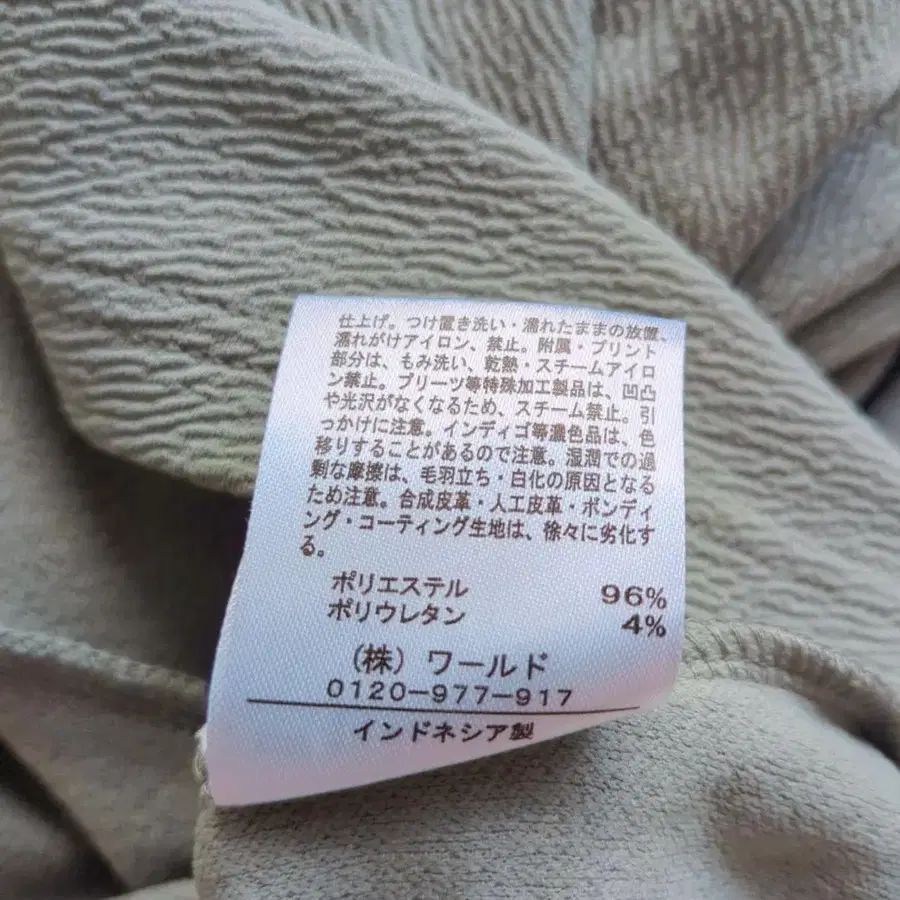 仕上げ。つけ置き洗い・濡れたままの放置、
濡れがけアイロン、禁止。附属・プリント
部分は、もみ洗い、乾熱・スチームアイロ
ン禁止。プリーツ等特殊加工製品は、凹凸
や光沢がなくなるため、スチーム禁止。引
っかけに注意。インディゴ等濃色品は、色
移りすることがあるので注意。湿潤での過
剰な摩擦は、毛羽立ち・白化の原因となる
ため注意。合成皮革・人工皮革・ボンディ
ング・コーティング生地は、徐々に劣化す
る。
ポリエステル 96%
ポリウレタン 4%
(株)ワールド
0120-977-917
インドネシア製